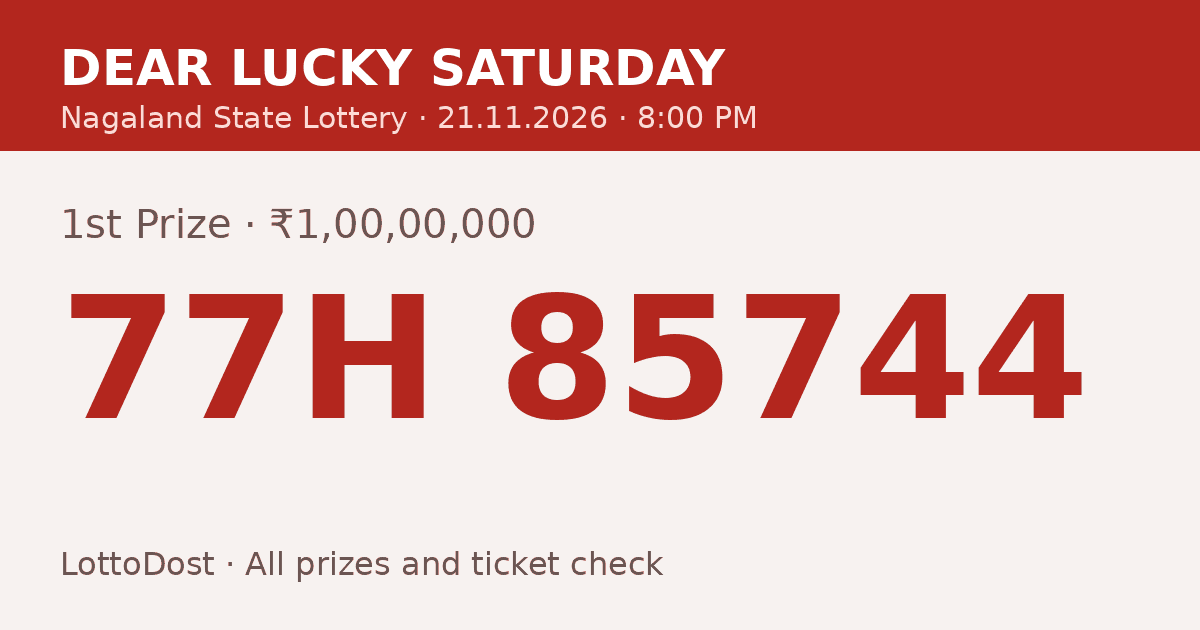 DEAR LUCKY SATURDAY
Nagaland State Lottery · 21.11.2026 · 8:00 PM
1st Prize · ₹1,00,00,000
77H 85744
LottoDost · All prizes and ticket check